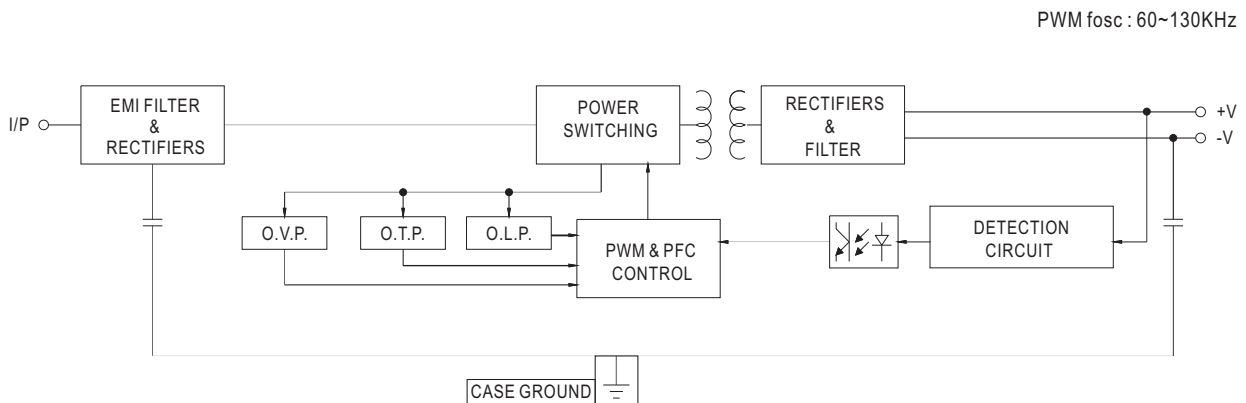 PWM fosc : 60~130KHz
I/P
EMI FILTER
&
RECTIFIERS
POWER
SWITCHING
RECTIFIERS
&
FILTER
+V
-V
O.V.P.
O.T.P.
O.L.P.
PWM & PFC
CONTROL
DETECTION
CIRCUIT
CASE GROUND